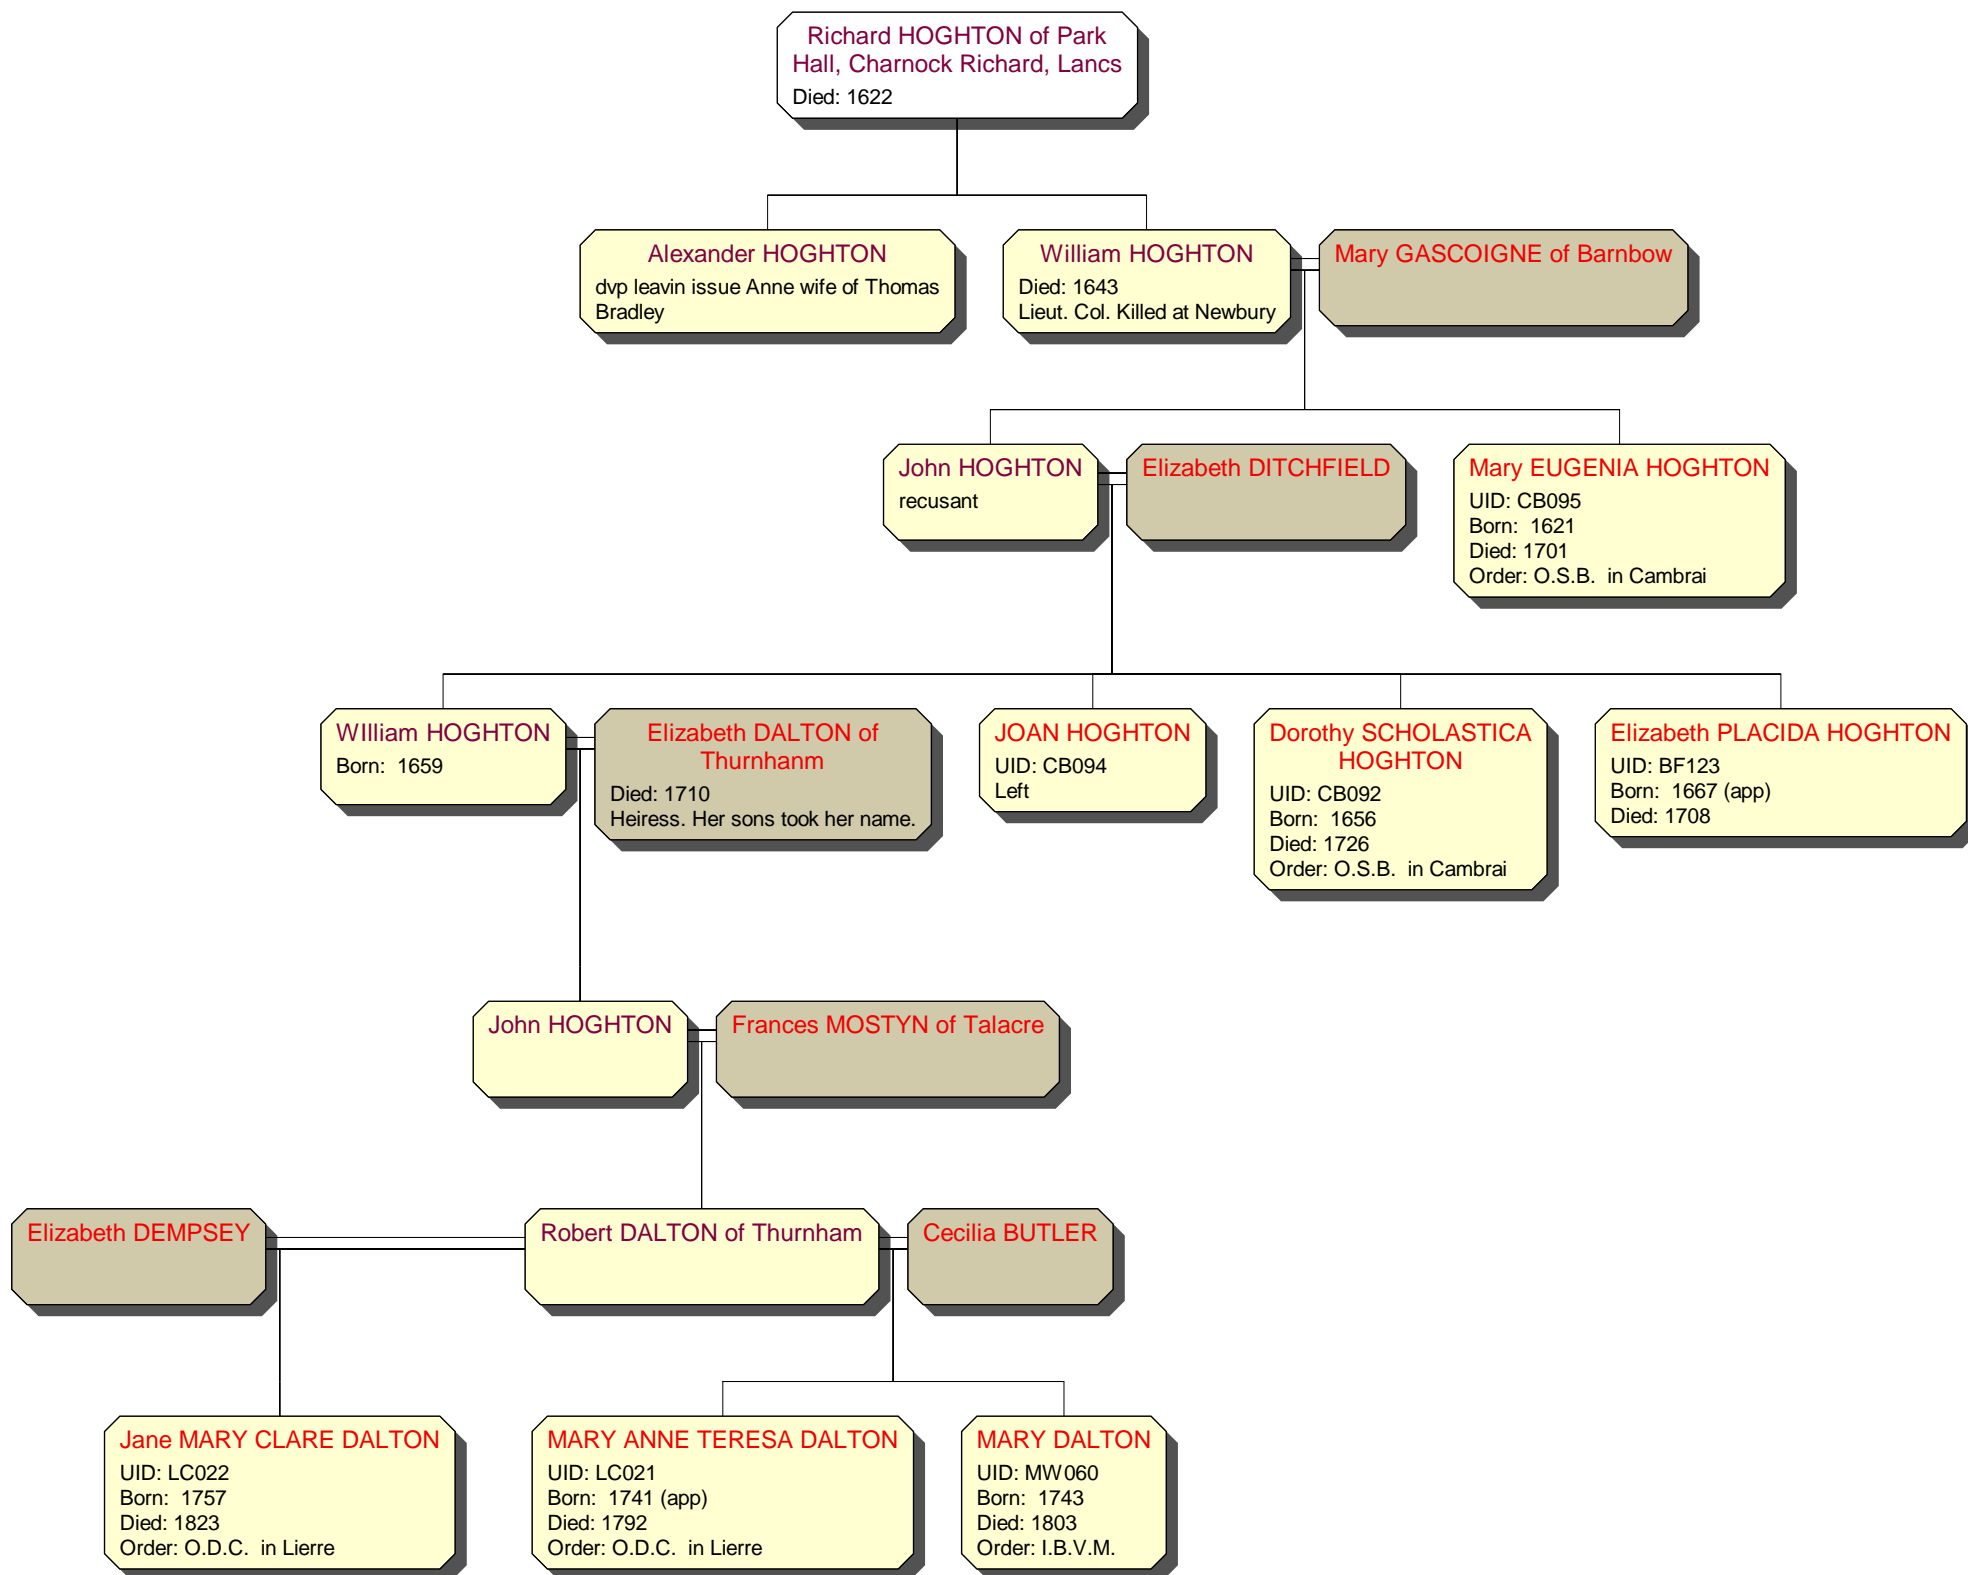 Richard HOGHTON of Park
Hall, Charnock Richard, Lancs
Died: 1622
Alexander HOGHTON
dvp leavin issue Anne wife of Thomas
Bradley
William HOGHTON
Died: 1643
Lieut. Col. Killed at Newbury
Mary GASCOIGNE of Barnbow
John HOGHTON
recusant
Elizabeth DITCHFIELD
Mary EUGENIA HOGHTON
UID: CB095
Born:  1621
Died: 1701
Order: O.S.B.  in Cambrai
WIlliam HOGHTON
Born:  1659
Elizabeth DALTON of
Thurnhanm
Died: 1710
Heiress. Her sons took her name.
JOAN HOGHTON
UID: CB094
Left
Dorothy SCHOLASTICA
HOGHTON
UID: CB092
Born:  1656
Died: 1726
Order: O.S.B.  in Cambrai
Elizabeth PLACIDA HOGHTON
UID: BF123
Born:  1667 (app)
Died: 1708
John HOGHTON
Frances MOSTYN of Talacre
Elizabeth DEMPSEY
Robert DALTON of Thurnham
Cecilia BUTLER
Jane MARY CLARE DALTON
UID: LC022
Born:  1757
Died: 1823
Order: O.D.C.  in Lierre
MARY ANNE TERESA DALTON
UID: LC021
Born:  1741 (app)
Died: 1792
Order: O.D.C.  in Lierre
MARY DALTON
UID: MW060
Born:  1743
Died: 1803
Order: I.B.V.M.